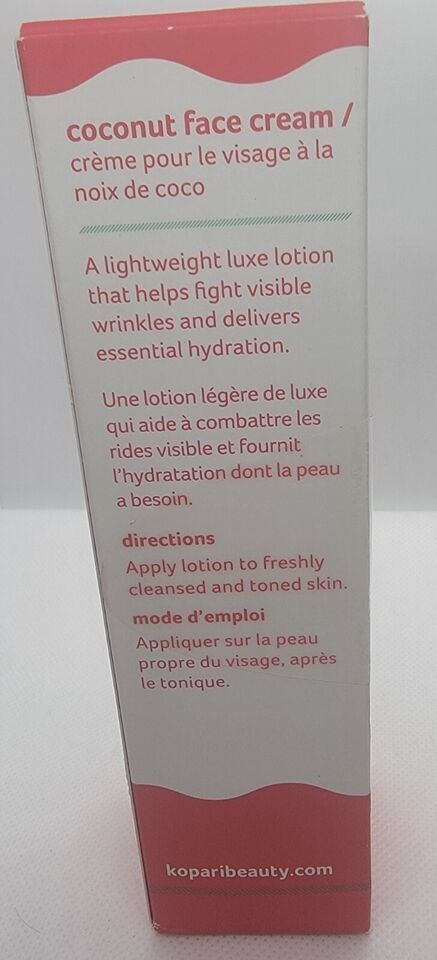 coconut face cream /
crème pour le visage à la
noix de coco
A lightweight luxe lotion
that helps fight visible
wrinkles and delivers
essential hydration.
Une lotion légère de luxe
qui aide à combattre les
rides visible et fournit
l'hydratation dont la peau
a besoin.
directions
Apply lotion to freshly
cleansed and toned skin.
mode d'emploi
Appliquer sur la peau
propre du visage, après
le tonique.
koparibeauty.com